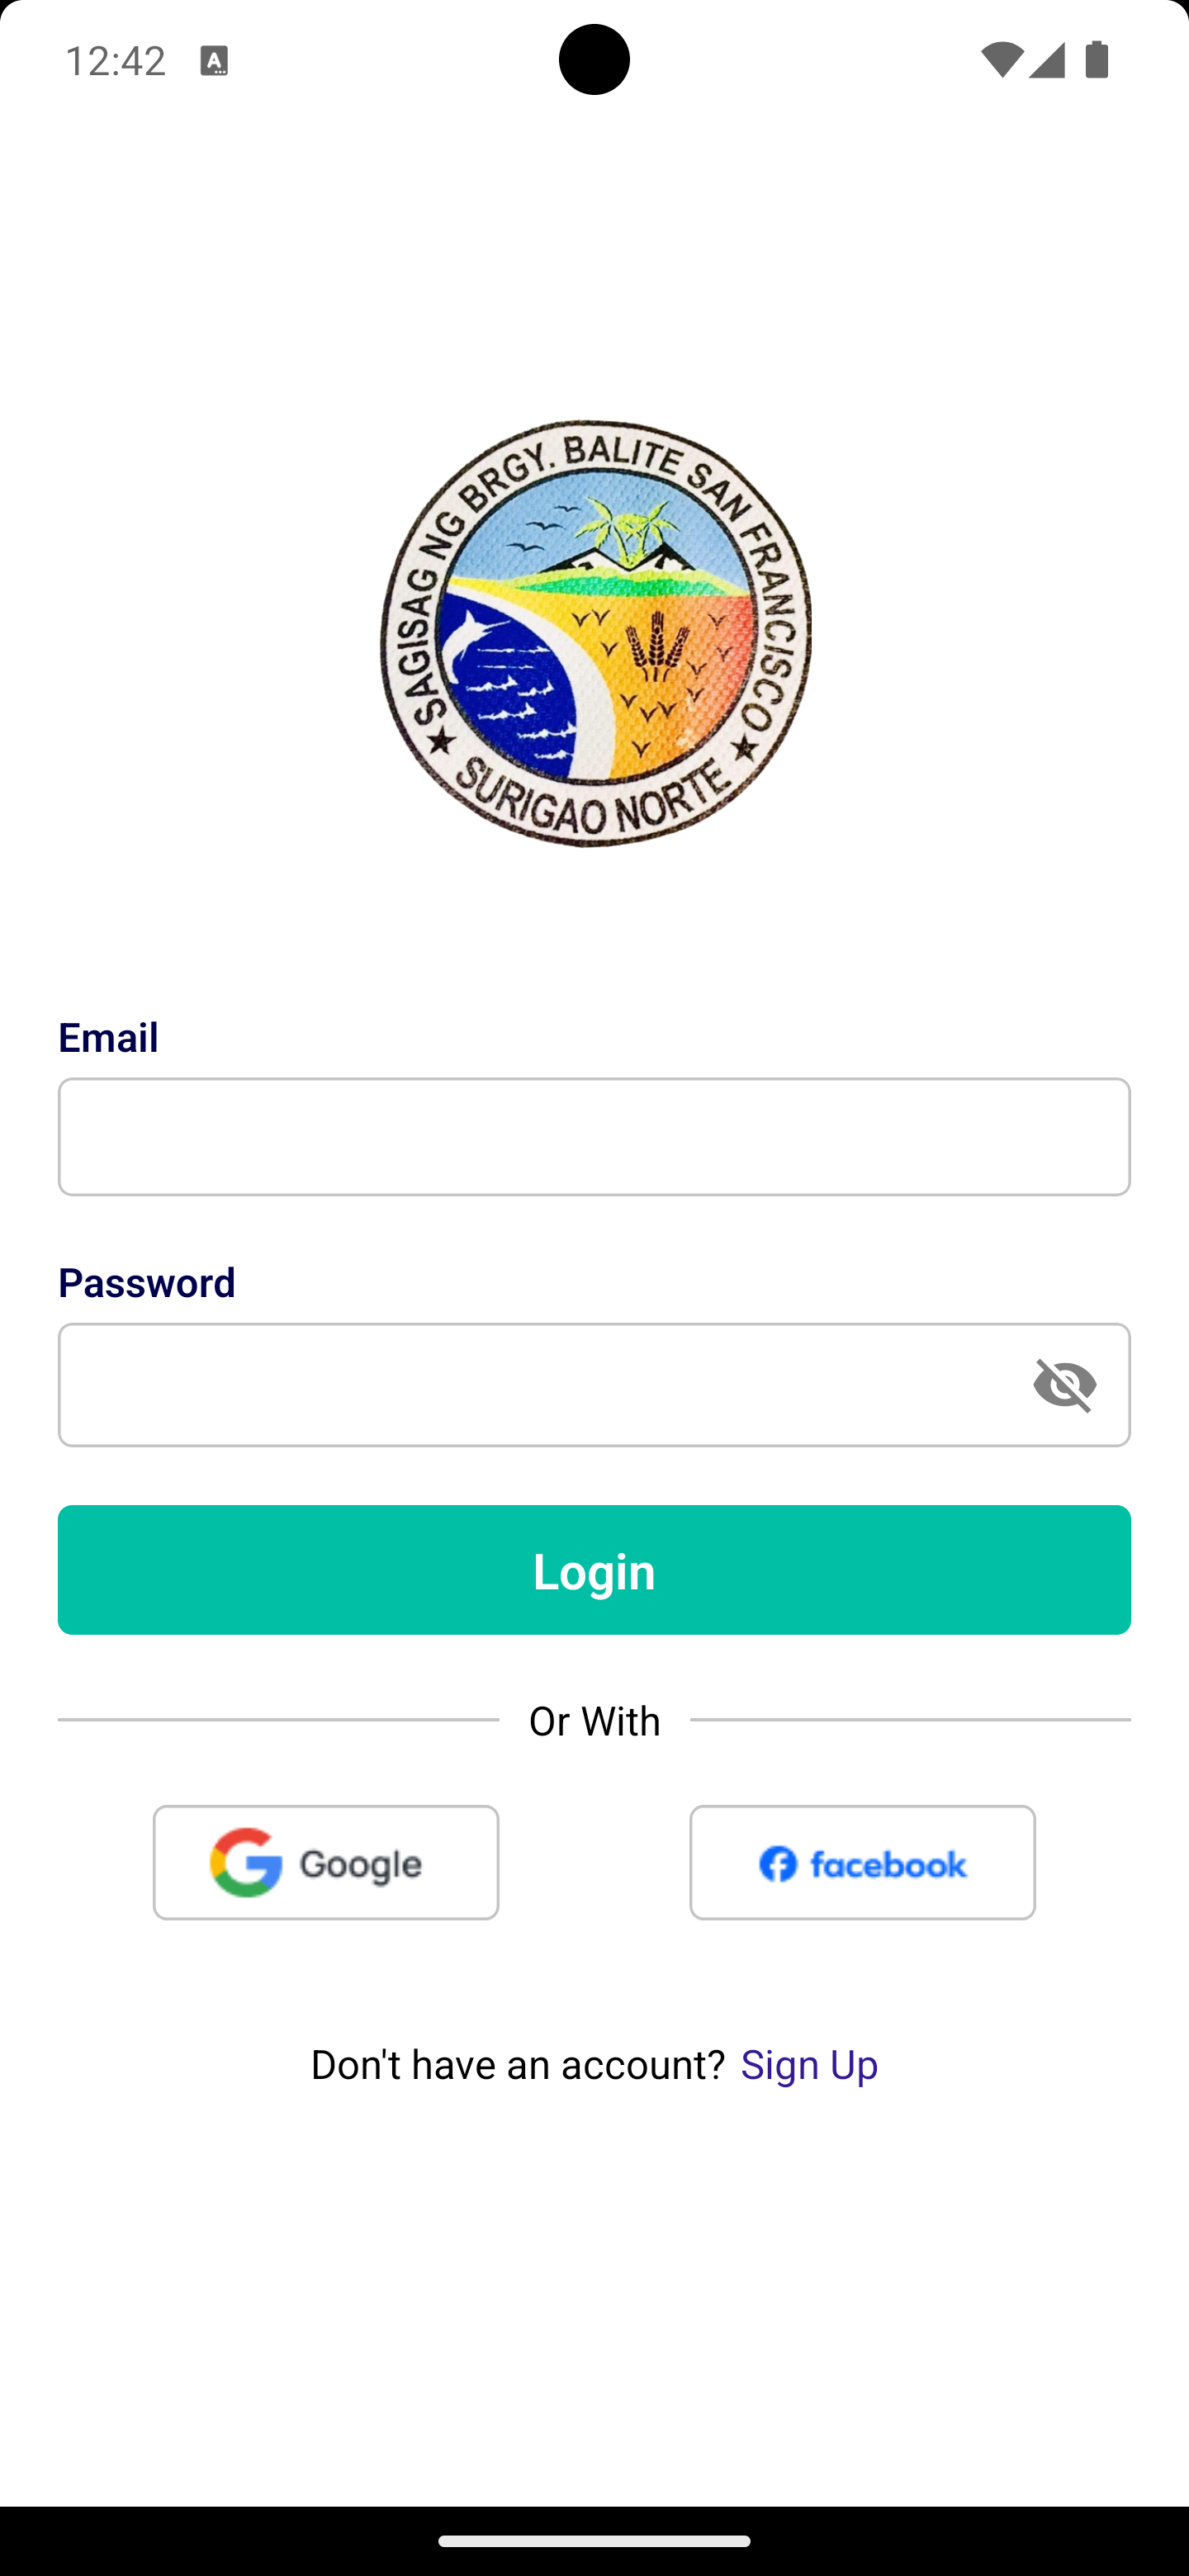 12:42
SAGISAG NG BRGY. BALITE SAN FRANCISCO
★ SURIGAO NORTE ★
Email
Password
Login
Or With
Google
facebook
Don't have an account? Sign Up